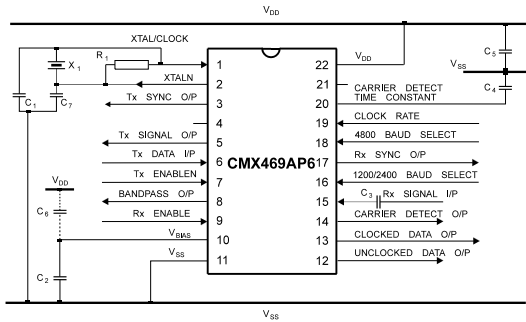 VDD
XTAL/CLOCK
R1
X1
XTALN
C1
C7
Tx SYNC O/P
Tx SIGNAL O/P
Tx DATA I/P
Tx ENABLEN
BANDPASS O/P
Rx ENABLE
VDD
C6
VBIAS
C2
VSS
1
2
3
4
5
6
7
8
9
10
11
CMX469AP6
22
21
20
19
18
17
16
15
14
13
12
VDD
C5
VSS
C4
CARRIER DETECT
TIME CONSTANT
CLOCK RATE
4800 BAUD SELECT
Rx SYNC O/P
1200/2400 BAUD SELECT
C3 Rx SIGNAL I/P
CARRIER DETECT O/P
CLOCKED DATA O/P
UNCLOCKED DATA O/P
VSS